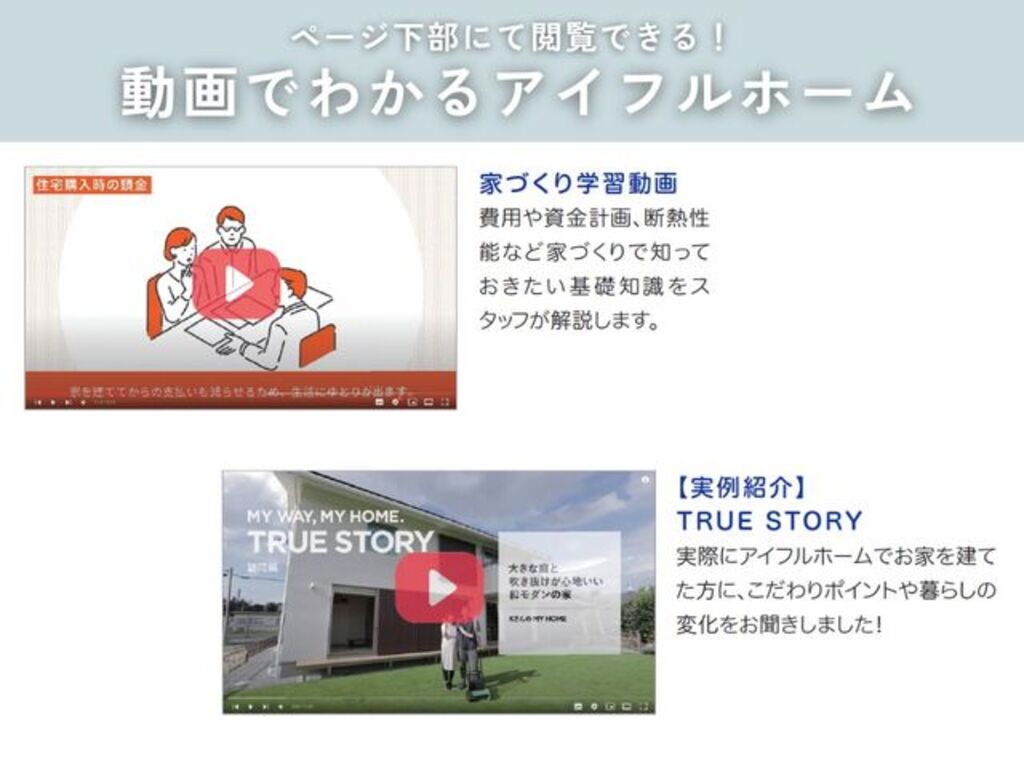 ページ下部にて閲覧できる！
動画でわかるアイフルホーム
住宅購入時の頭金
家を建ててからの支払いも減らせるため、生活にゆとりが出ます。
家づくり学習動画
費用や資金計画、断熱性
能など家づくりで知って
おきたい基礎知識をス
タッフが解説します。
MY WAY, MY HOME.
TRUE STORY
訪問編
大きな庭と
吹き抜けが心地いい
和モダンの家
KさんのMY HOME
【実例紹介】
TRUE STORY
実際にアイフルホームでお家を建て
た方に、こだわりポイントや暮らしの
変化をお聞きしました！